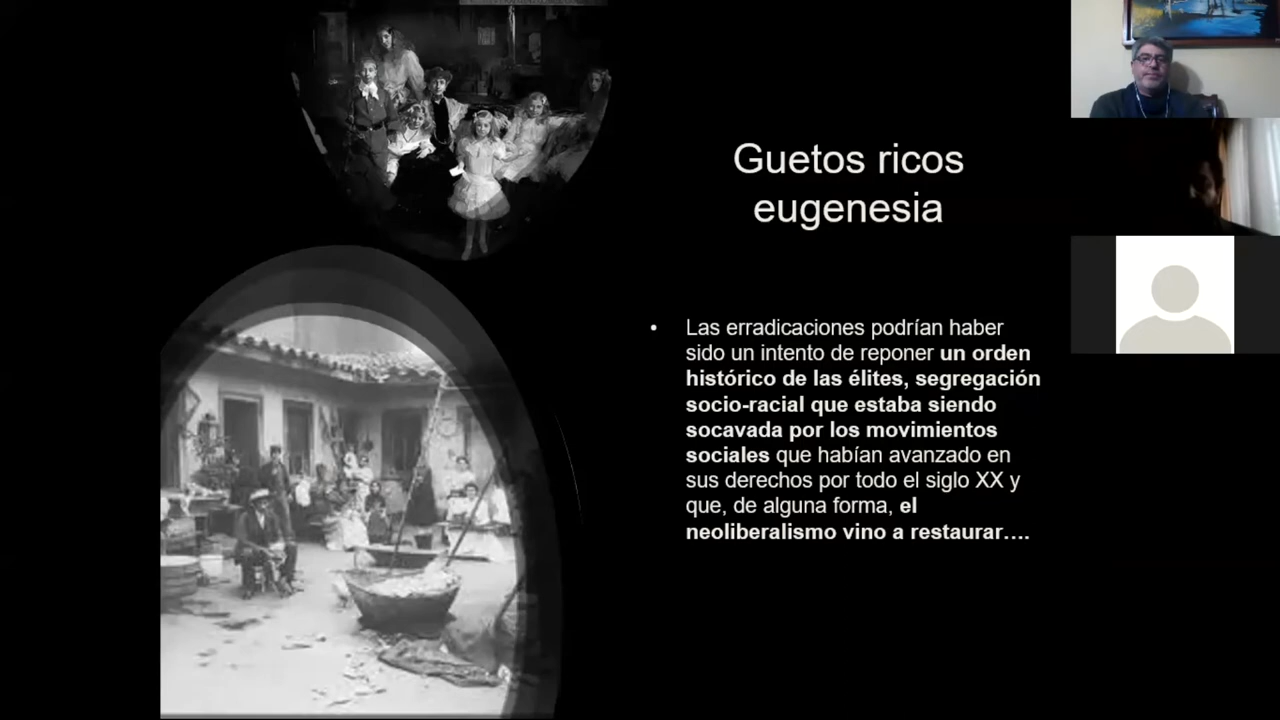 Guetos ricos
eugenesia
• Las erradicaciones podrían haber
sido un intento de reponer un orden
histórico de las élites, segregación
socio-racial que estaba siendo
socavada por los movimientos
sociales que habían avanzado en
sus derechos por todo el siglo XX y
que, de alguna forma, el
neoliberalismo vino a restaurar….